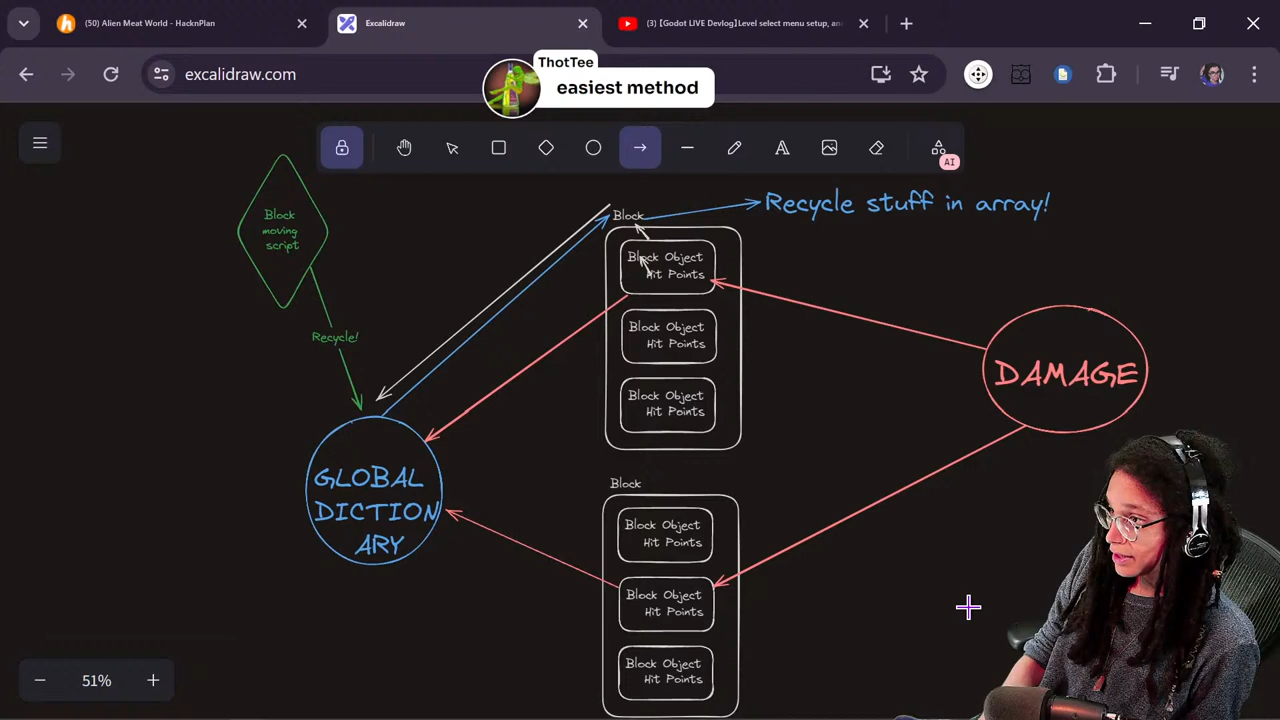 (50) Alien Meat World - HacknPlan
Excalidraw
(3) [Godot LIVE Devlog]Level select menu setup, an
excalidraw.com
ThotTee
easiest method
AI
Block
moving
script
Recycle!
GLOBAL
DICTION
ARY
Block
Recycle stuff in array!
Block Object
Hit Points
Block Object
Hit Points
Block Object
Hit Points
DAMAGE
Block
Block Object
Hit Points
Block Object
Hit Points
Block Object
Hit Points
51%